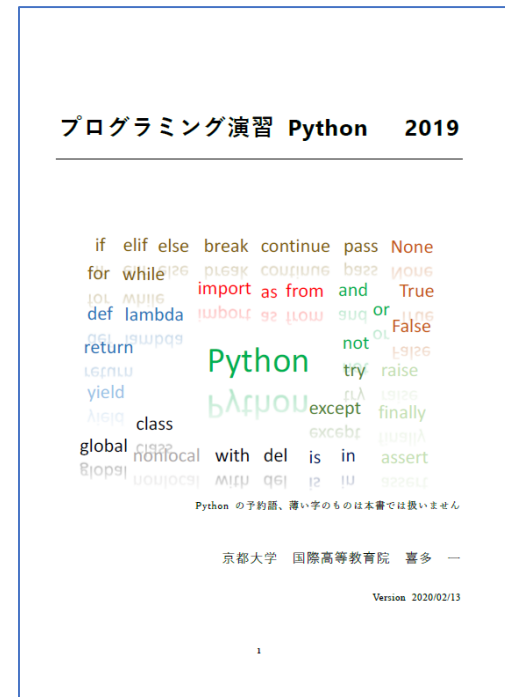 プログラミング演習 Python 2019
if elif else break continue pass None
for while
import as from and True
def lambda or
False
return not
Python try raise
yield
except finally
class
global nonlocal with del is in assert
Python の予約語、薄い字のものは本書では扱いません
京都大学 国際高等教育院 喜多 一
Version 2020/02/13
1